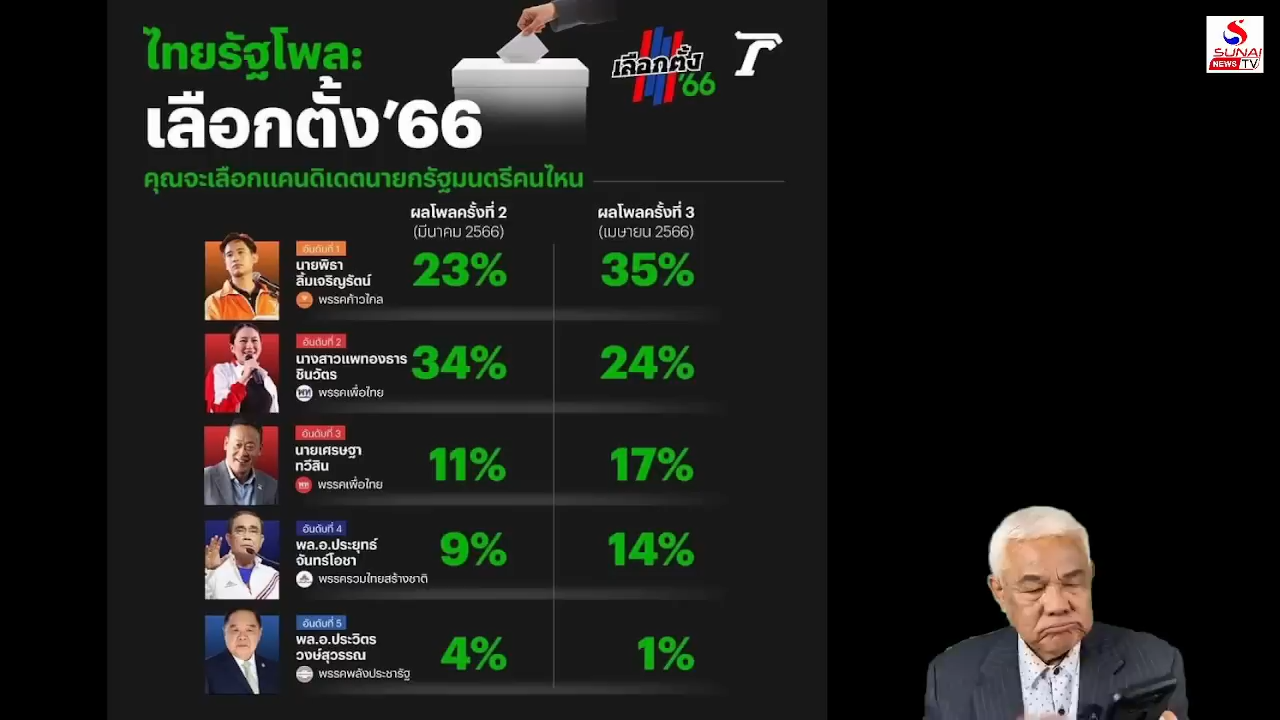 ไทยรัฐโพล:
เลือกตั้ง'66
เลือกตั้ง
'66
SUNAI
NEWS TV
คุณจะเลือกแคนดิเดตนายกรัฐมนตรีคนไหน
ผลโพลครั้งที่ 2
(มีนาคม 2566)
ผลโพลครั้งที่ 3
(เมษายน 2566)
อันดับที่ 1
นายพิธา
ลิ้มเจริญรัตน์
พรรคก้าวไกล
23%
35%
อันดับที่ 2
นางสาวแพทองธาร
ชินวัตร
พท
พรรคเพื่อไทย
34%
24%
อันดับที่ 3
นายเศรษฐา
ทวีสิน
พท
พรรคเพื่อไทย
11%
17%
อันดับที่ 4
พล.อ.ประยุทธ์
จันทร์โอชา
พรรครวมไทยสร้างชาติ
9%
14%
อันดับที่ 5
พล.อ.ประวิตร
วงษ์สุวรรณ
พรรคพลังประชารัฐ
4%
1%